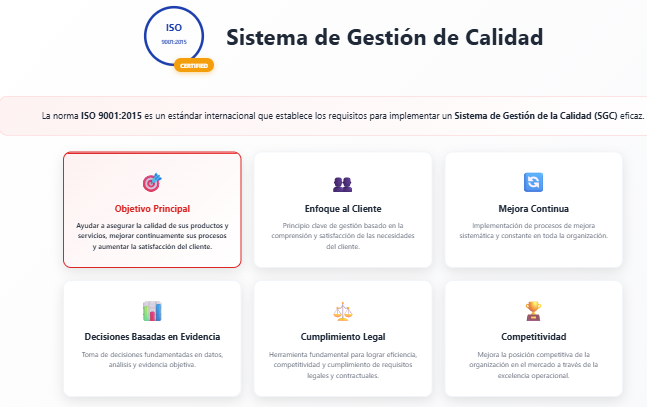 ISO
9001:2015
CERTIFIED
Sistema de Gestión de Calidad
La norma ISO 9001:2015 es un estándar internacional que establece los requisitos para implementar un Sistema de Gestión de la Calidad (SGC) eficaz.
Objetivo Principal
Ayudar a asegurar la calidad de sus productos y
servicios, mejorar continuamente sus procesos
y aumentar la satisfacción del cliente.
Enfoque al Cliente
Principio clave de gestión basado en la
comprensión y satisfacción de las necesidades
del cliente.
Mejora Continua
Implementación de procesos de mejora
sistemática y constante en toda la organización.
Decisiones Basadas en Evidencia
Toma de decisiones fundamentadas en datos,
análisis y evidencia objetiva.
Cumplimiento Legal
Herramienta fundamental para lograr eficiencia,
competitividad y cumplimiento de requisitos
legales y contractuales.
Competitividad
Mejora la posición competitiva de la
organización en el mercado a través de la
excelencia operacional.